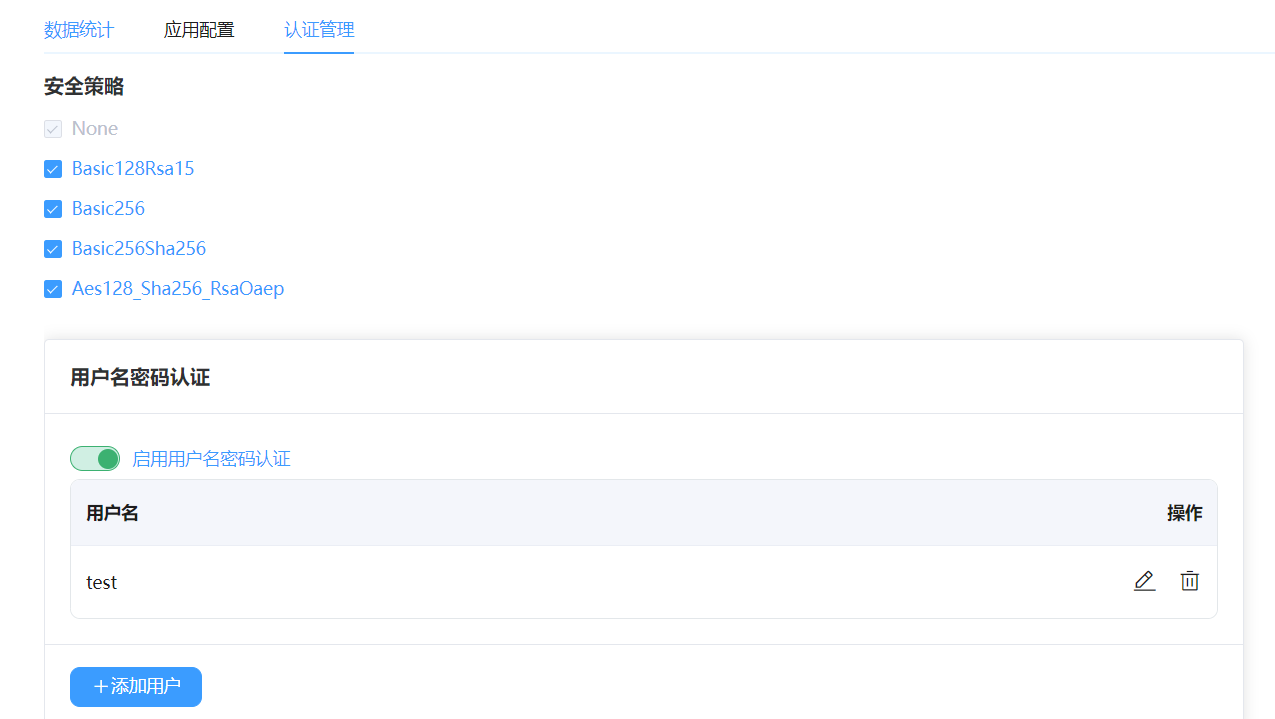 数据统计 应用配置 认证管理
安全策略
None
Basic128Rsa15
Basic256
Basic256Sha256
Aes128_Sha256_RsaOaep
用户名密码认证
启用用户名密码认证
用户名 操作
test
＋添加用户